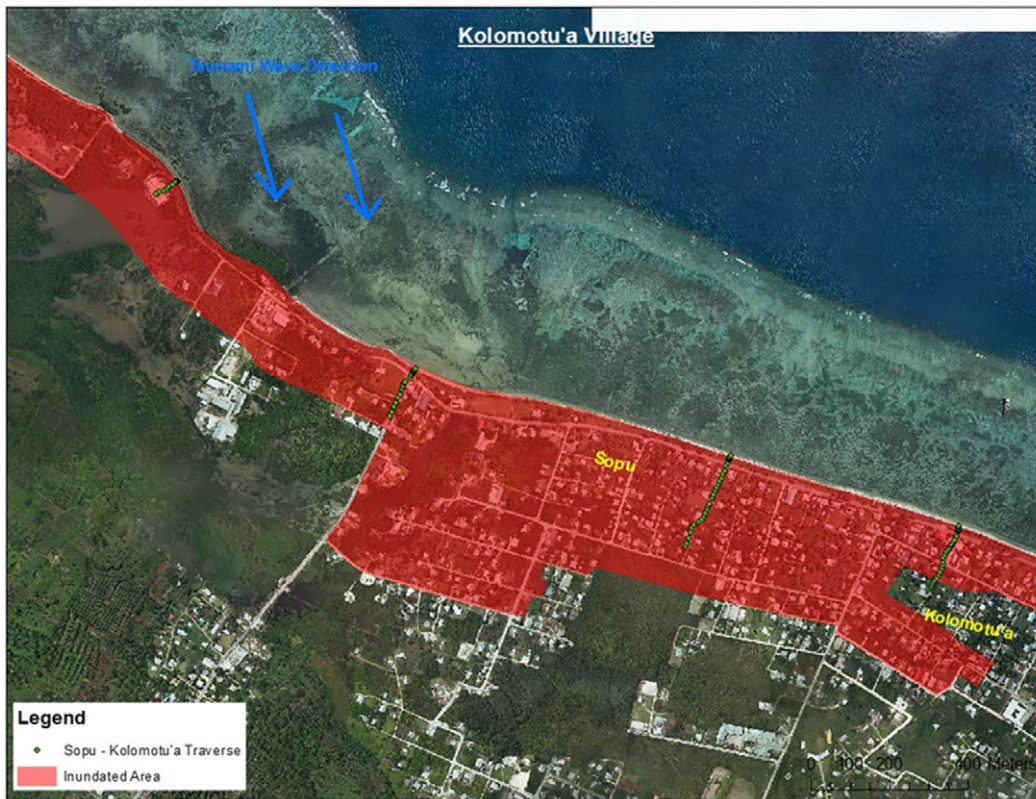 Kolomotu'a Village
Tsunami Wave Direction
Sopu
Kolomotu'a
Legend
Sopu - Kolomotu'a Traverse
Inundated Area
0 100 200 400 Meters